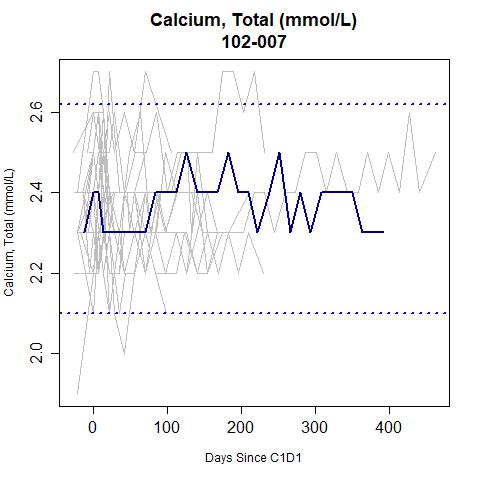 Calcium, Total (mmol/L)
102-007
Calcium, Total (mmol/L)
2.6
2.4
2.2
2.0
0 100 200 300 400
Days Since C1D1